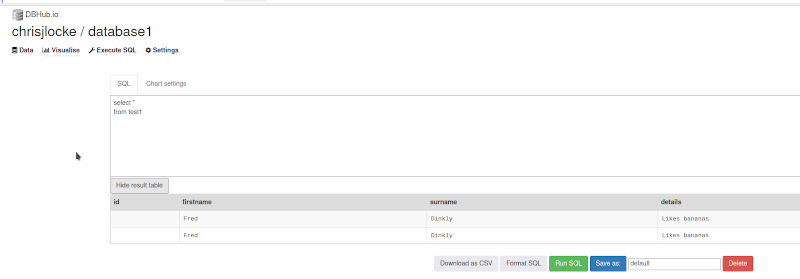 DBHub.io
chrisjlocke / database1
Data Visualise Execute SQL Settings
SQL Chart settings
select *
from test1
Hide result table
id firstname surname details
Fred Dinkly Likes bananas
Fred Dinkly Likes bananas
Download as CSV Format SQL Run SQL Save as: default Delete